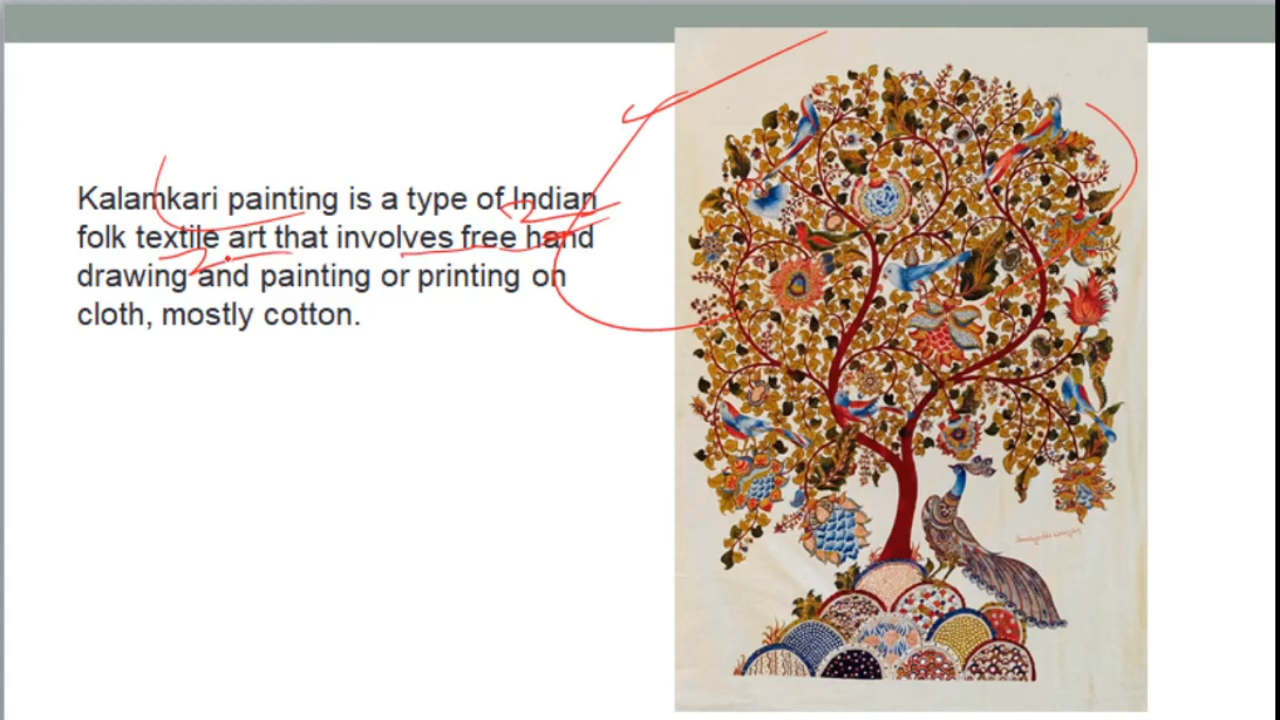 Kalamkari painting is a type of Indian
folk textile art that involves free hand
drawing and painting or printing on
cloth, mostly cotton.